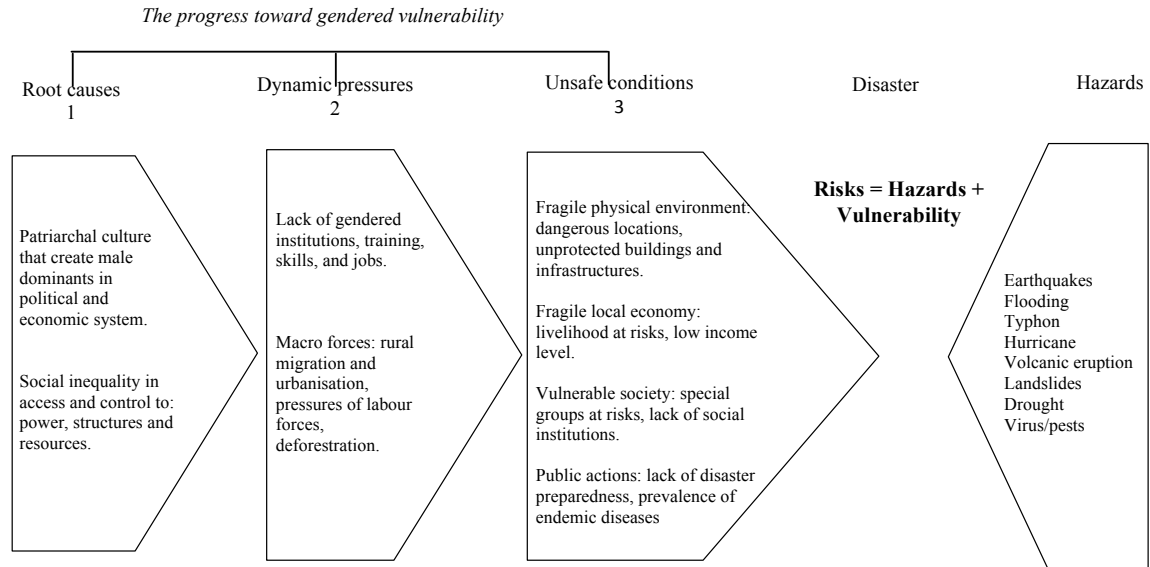 The progress toward gendered vulnerability
Root causes
1
Dynamic pressures
2
Unsafe conditions
3
Disaster
Hazards
Patriarchal culture
that create male
dominants in
political and
economic system.
Social inequality in
access and control to:
power, structures and
resources.
Lack of gendered
institutions, training,
skills, and jobs.
Macro forces: rural
migration and
urbanisation,
pressures of labour
forces,
deforestration.
Fragile physical environment:
dangerous locations,
unprotected buildings and
infrastructures.
Fragile local economy:
livelihood at risks, low income
level.
Vulnerable society: special
groups at risks, lack of social
institutions.
Public actions: lack of disaster
preparedness, prevalence of
endemic diseases
Risks = Hazards +
Vulnerability
Earthquakes
Flooding
Typhon
Hurricane
Volcanic eruption
Landslides
Drought
Virus/pests